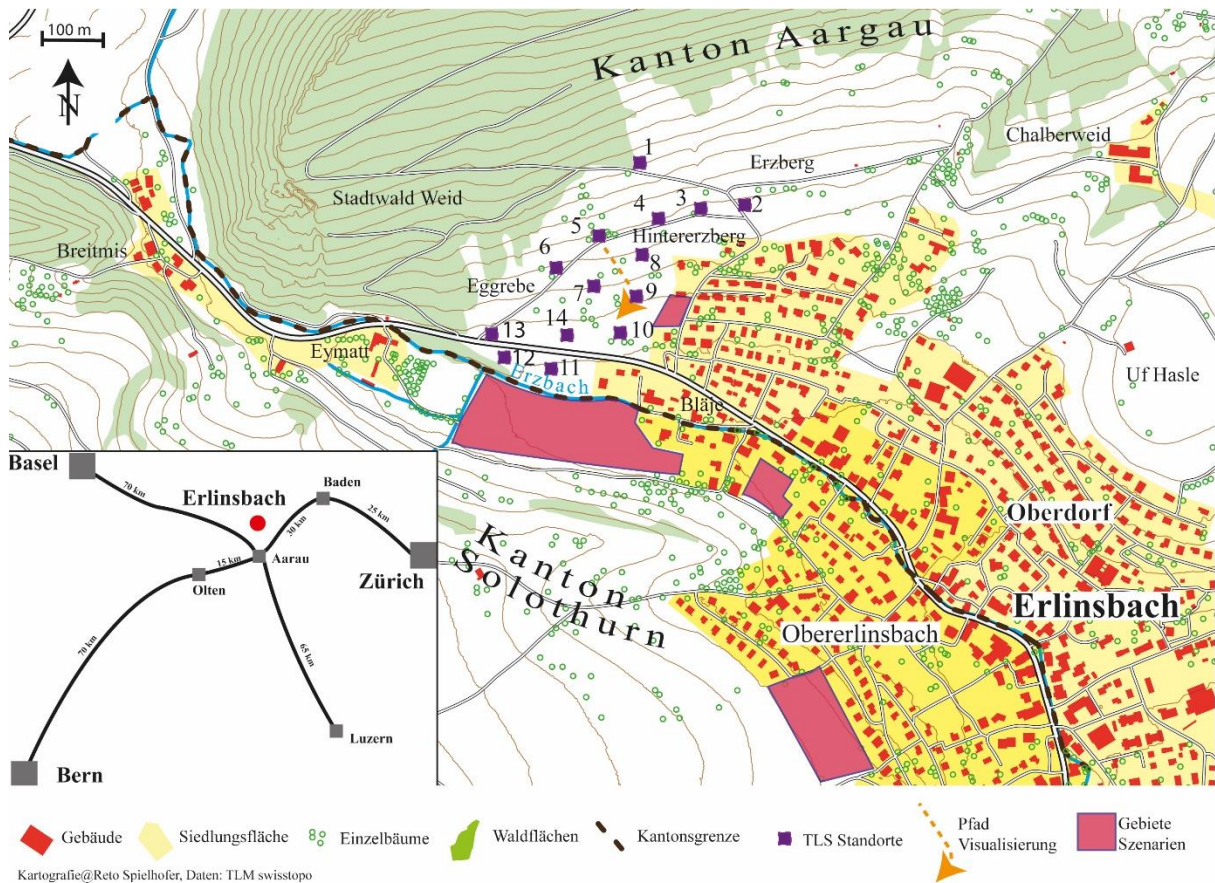 100 m
N
Kanton Aargau
Chalberweid
1
Erzberg
Stadtwald Weid
2
3
4
5
Hintererzberg
Breitmis
6
8
Eggrebe
7
9
13
14
10
Eymatt
12
11
Erzbach
Uf Hasle
Bläje
Kanton
Solothurn
Oberdorf
Erlinsbach
Obererlinsbach
Basel
70 km
Erlinsbach
Baden
30 km
25 km
Aarau
15 km
Olten
Zürich
70 km
65 km
Luzern
Bern
Gebäude
Siedlungsfläche
Einzelbäume
Waldflächen
Kantonsgrenze
TLS Standorte
Pfad
Visualisierung
Gebiete
Szenarien
Kartografie@Reto Spielhofer, Daten: TLM swisstopo